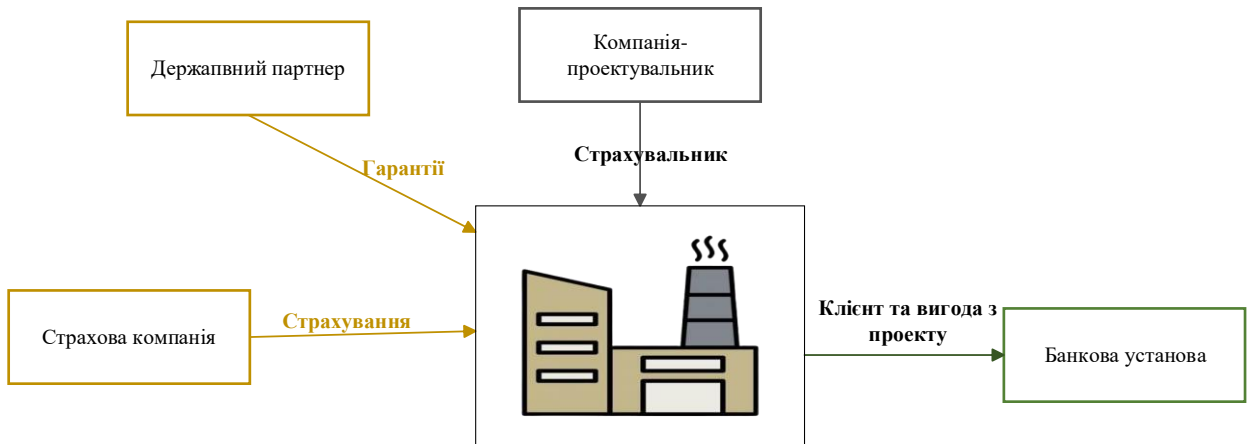 Держапвний партнер
Компанія-
проектувальник
Гарантії
Страхувальник
Страхова компанія
Страхування
Клієнт та вигода з
проекту
Банкова установа